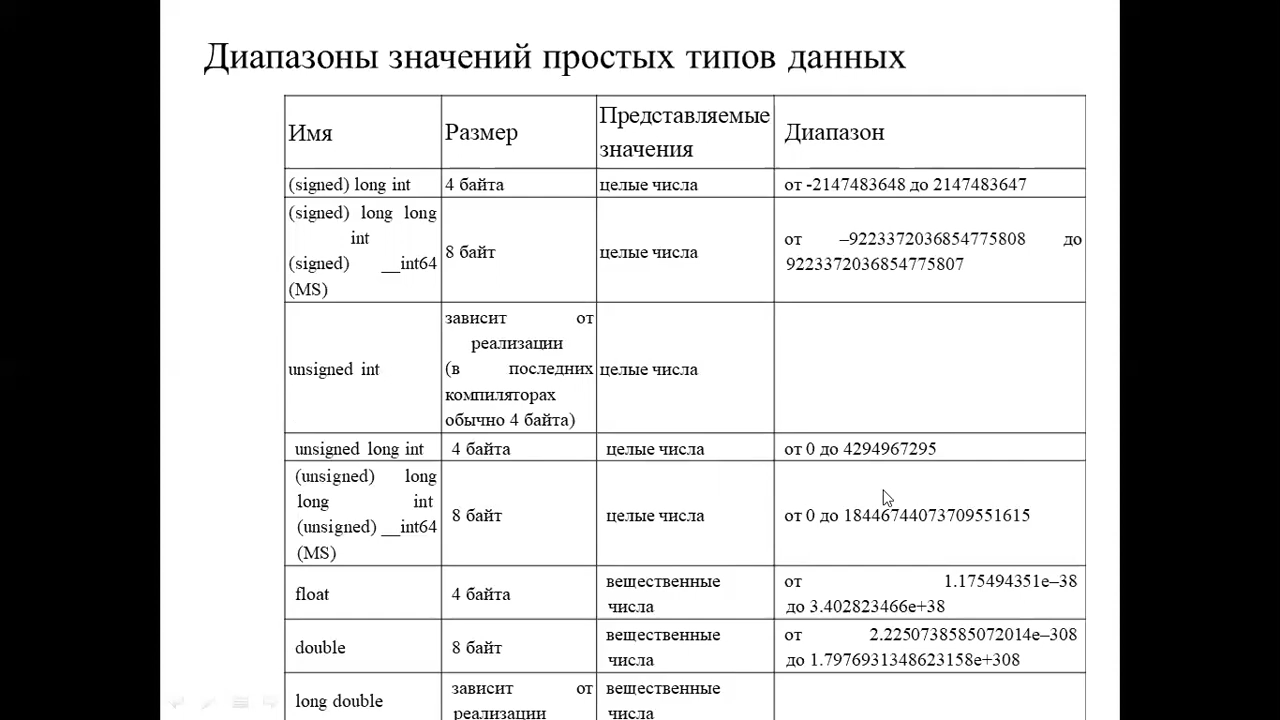 Диапазоны значений простых типов данных
Имя
Размер
Представляемые
значения
Диапазон
(signed) long int
4 байта
целые числа
от -2147483648 до 2147483647
(signed) long long
int
(signed) __int64
(MS)
8 байт
целые числа
от –9223372036854775808 до
9223372036854775807
unsigned int
зависит от
реализации
(в последних
компиляторах
обычно 4 байта)
целые числа
unsigned long int
4 байта
целые числа
от 0 до 4294967295
(unsigned) long
long int
(unsigned) __int64
(MS)
8 байт
целые числа
от 0 до 18446744073709551615
float
4 байта
вещественные
числа
от 1.175494351e–38
до 3.402823466e+38
double
8 байт
вещественные
числа
от 2.2250738585072014e–308
до 1.7976931348623158e+308
long double
зависит от
реализации
вещественные
числа